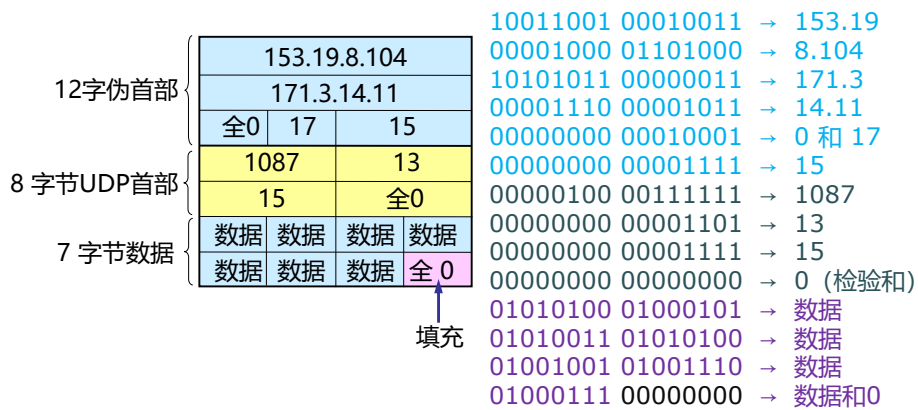 12字伪首部
8 字节UDP首部
7 字节数据
153.19.8.104
171.3.14.11
全0 17 15
1087 13
15 全0
数据 数据 数据 数据
数据 数据 数据 全 0
填充
10011001 00010011 → 153.19
00001000 01101000 → 8.104
10101011 00000011 → 171.3
00001110 00001011 → 14.11
00000000 00010001 → 0 和 17
00000000 00001111 → 15
00000100 00111111 → 1087
00000000 00001101 → 13
00000000 00001111 → 15
00000000 00000000 → 0 (检验和)
01010100 01000101 → 数据
01010011 01010100 → 数据
01001001 01001110 → 数据
01000111 00000000 → 数据和0